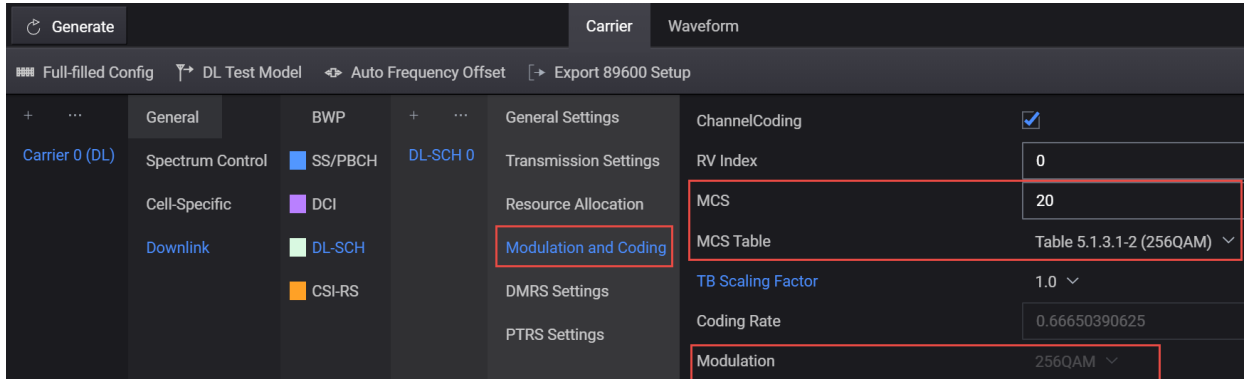 Generate
Carrier Waveform
Full-filled Config DL Test Model Auto Frequency Offset Export 89600 Setup
+ ...
Carrier 0 (DL)
General
Spectrum Control
Cell-Specific
Downlink
BWP
SS/PBCH
DCI
DL-SCH
CSI-RS
+ ...
DL-SCH 0
General Settings
Transmission Settings
Resource Allocation
Modulation and Coding
DMRS Settings
PTRS Settings
ChannelCoding
RV Index 0
MCS 20
MCS Table Table 5.1.3.1-2 (256QAM)
TB Scaling Factor 1.0
Coding Rate 0.66650390625
Modulation 256QAM